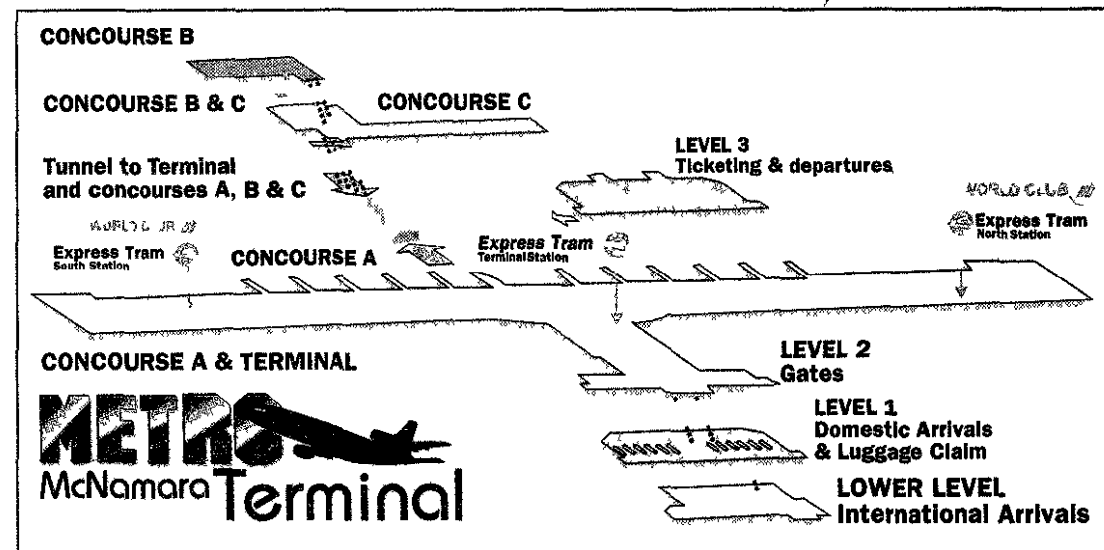 CONCOURSE B
CONCOURSE B & C
CONCOURSE C
Tunnel to Terminal
and concourses A, B & C
LEVEL 3
Ticketing & departures
WORLD CLUB
Express Tram
North Station
Express Tram
South Station
CONCOURSE A
Express Tram
Terminal Station
CONCOURSE A & TERMINAL
LEVEL 2
Gates
METRO
McNamara Terminal
LEVEL 1
Domestic Arrivals
& Luggage Claim
LOWER LEVEL
International Arrivals